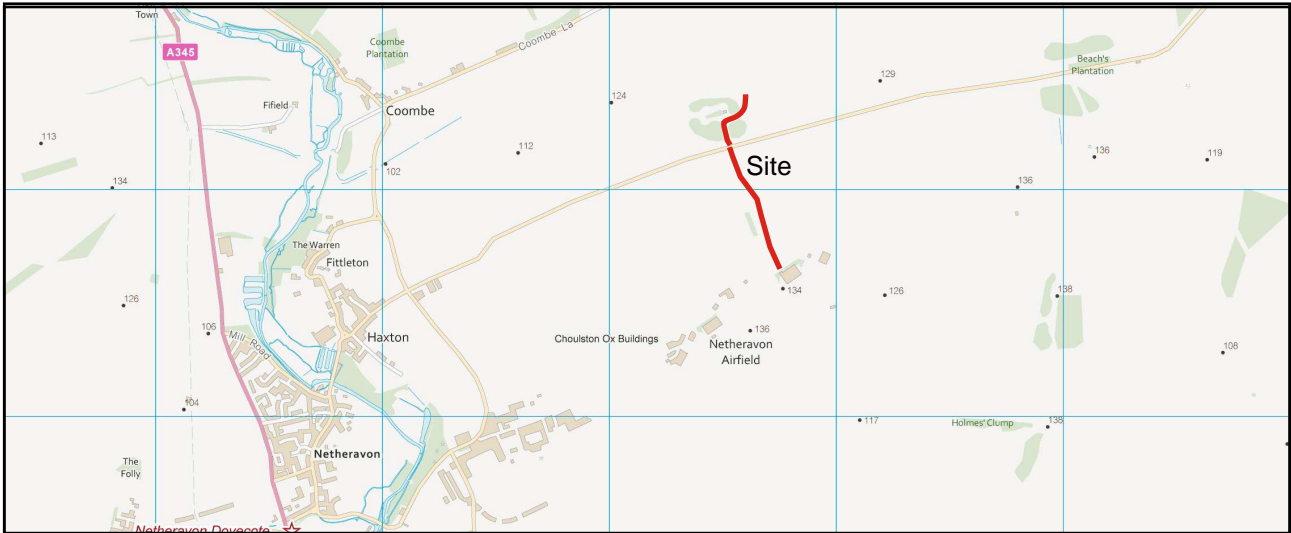 Town
A345
Coombe
Plantation
Coombe La
Beach's
Plantation
129
124
Fifield
Coombe
113
112
136
119
Site
102
134
136
The Warren
Fittleton
134
126
138
126
106
136
Mill Road
Haxton
Choulston Ox Buildings
Netheravon
Airfield
108
104
117
Holmes' Clump
138
Netheravon
The
Folly
Netheravon Dovecote